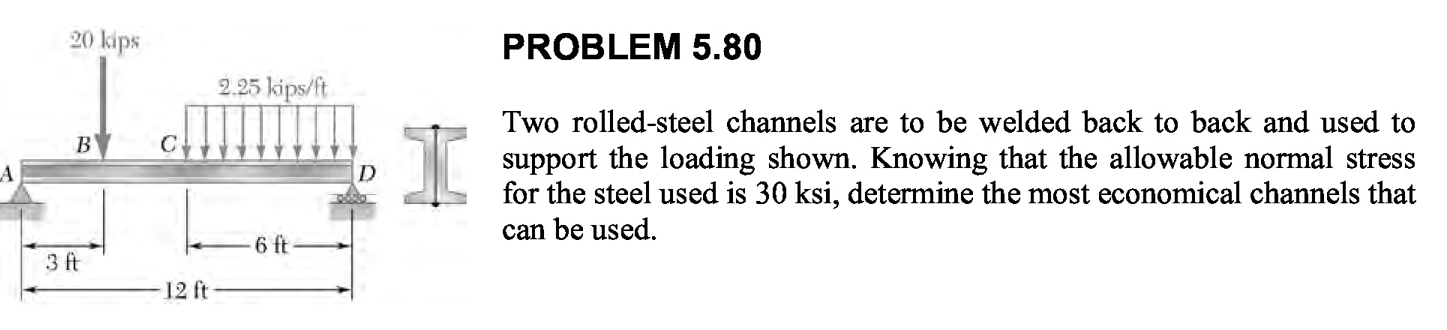 20 kips
2.25 kips/ft
B
C
A
D
6 ft
3 ft
12 ft
PROBLEM 5.80
Two rolled-steel channels are to be welded back to back and used to
support the loading shown. Knowing that the allowable normal stress
for the steel used is 30 ksi, determine the most economical channels that
can be used.